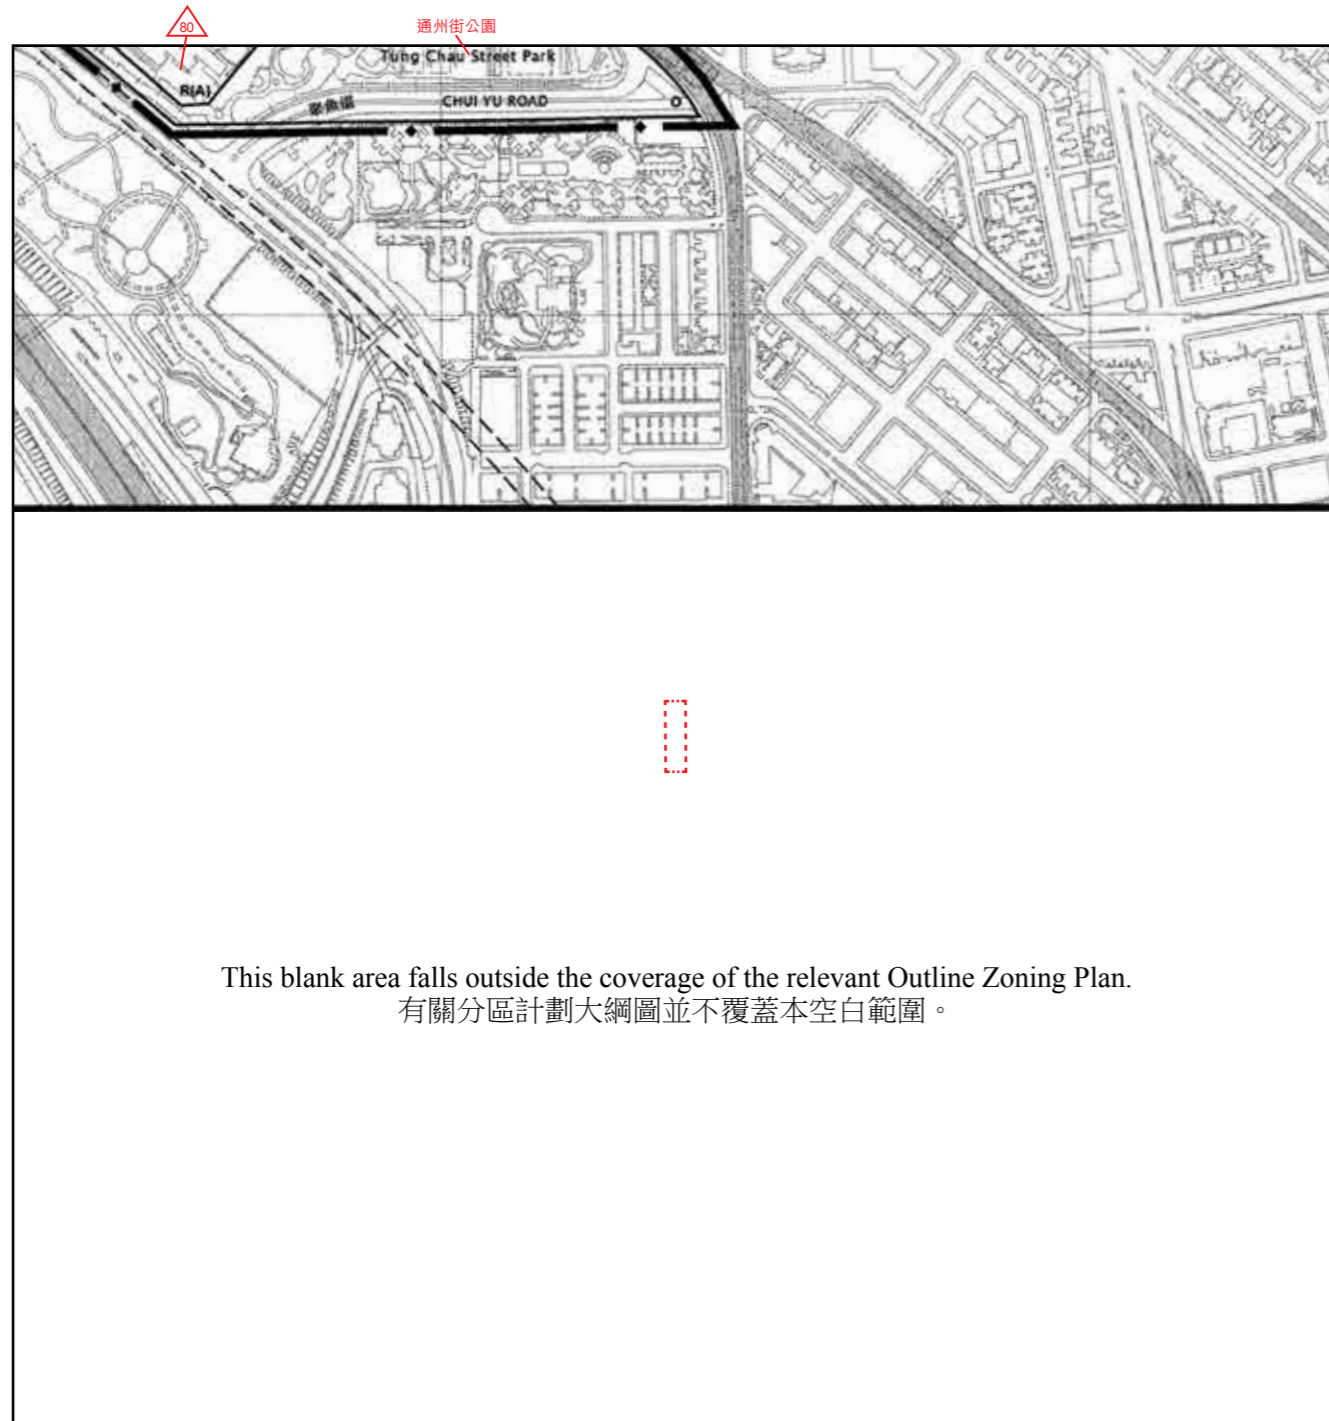 80
通州街公園
Tung Chau Street Park
R(A)
聚魚道 CHUI YU ROAD O
AVE
This blank area falls outside the coverage of the relevant Outline Zoning Plan.
有關分區計劃大綱圖並不覆蓋本空白範圍。